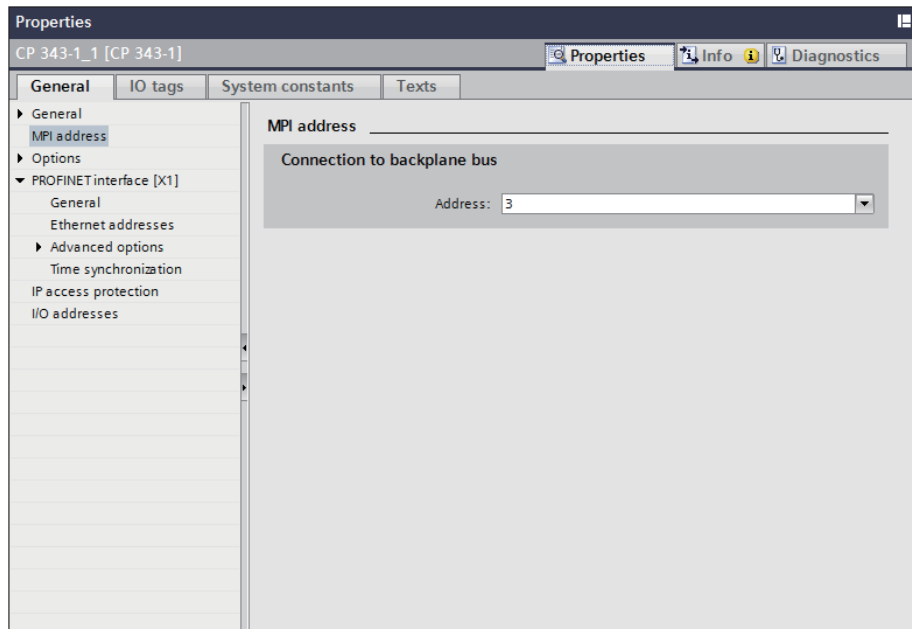 Properties
CP 343-1_1 [CP 343-1]
Properties
Info
Diagnostics
General
IO tags
System constants
Texts
General
MPI address
Options
PROFINET interface [X1]
General
Ethernet addresses
Advanced options
Time synchronization
IP access protection
I/O addresses
MPI address
Connection to backplane bus
Address: 3